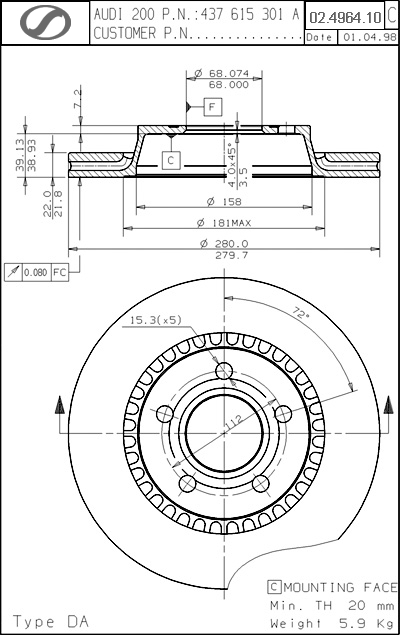 AUDI 200 P.N.:437 615 301 A
CUSTOMER P.N................
02.4964.10 C
Date 01.04.98
Ø 68.074
68.000
7.2
F
C
39.13
38.93
22.0
21.8
4.0x45°
3.5
Ø 158
Ø 181MAX
Ø 280.0
279.7
0.080 FC
15.3(x5)
72°
112
C MOUNTING FACE
Min. TH 20 mm
Type DA
Weight 5.9 Kg